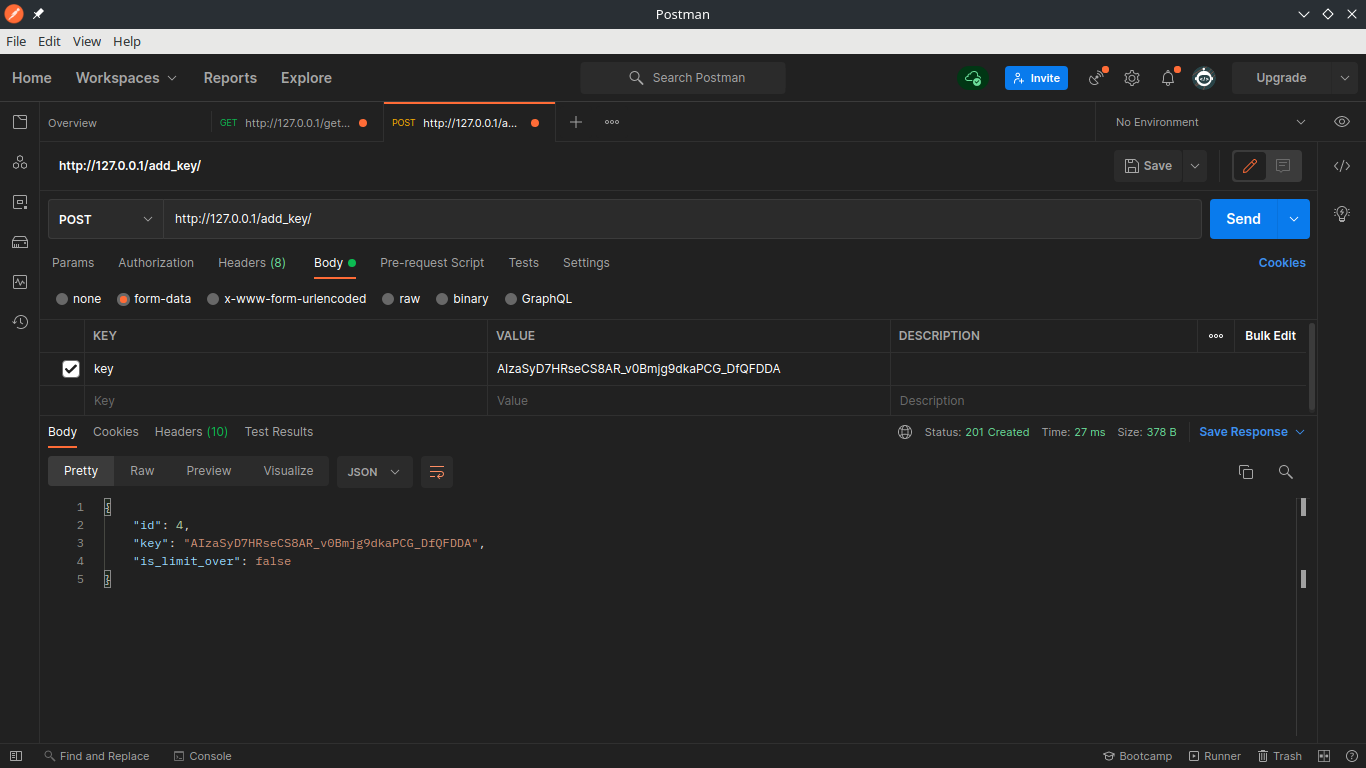 Postman
File Edit View Help
Home Workspaces Reports Explore Search Postman Invite Upgrade
Overview GET http://127.0.0.1/get... POST http://127.0.0.1/a... No Environment
http://127.0.0.1/add_key/ Save
POST http://127.0.0.1/add_key/ Send
Params Authorization Headers (8) Body Pre-request Script Tests Settings Cookies
none form-data x-www-form-urlencoded raw binary GraphQL
KEY VALUE DESCRIPTION Bulk Edit
key AIzaSyD7HRseCS8AR_v0Bmjg9dkaPCG_DfQFDDA
Key Value Description
Body Cookies Headers (10) Test Results Status: 201 Created Time: 27 ms Size: 378 B Save Response
Pretty Raw Preview Visualize JSON
1 {
2 "id": 4,
3 "key": "AIzaSyD7HRseCS8AR_v0Bmjg9dkaPCG_DfQFDDA",
4 "is_limit_over": false
5 }
Find and Replace Console Bootcamp Runner Trash